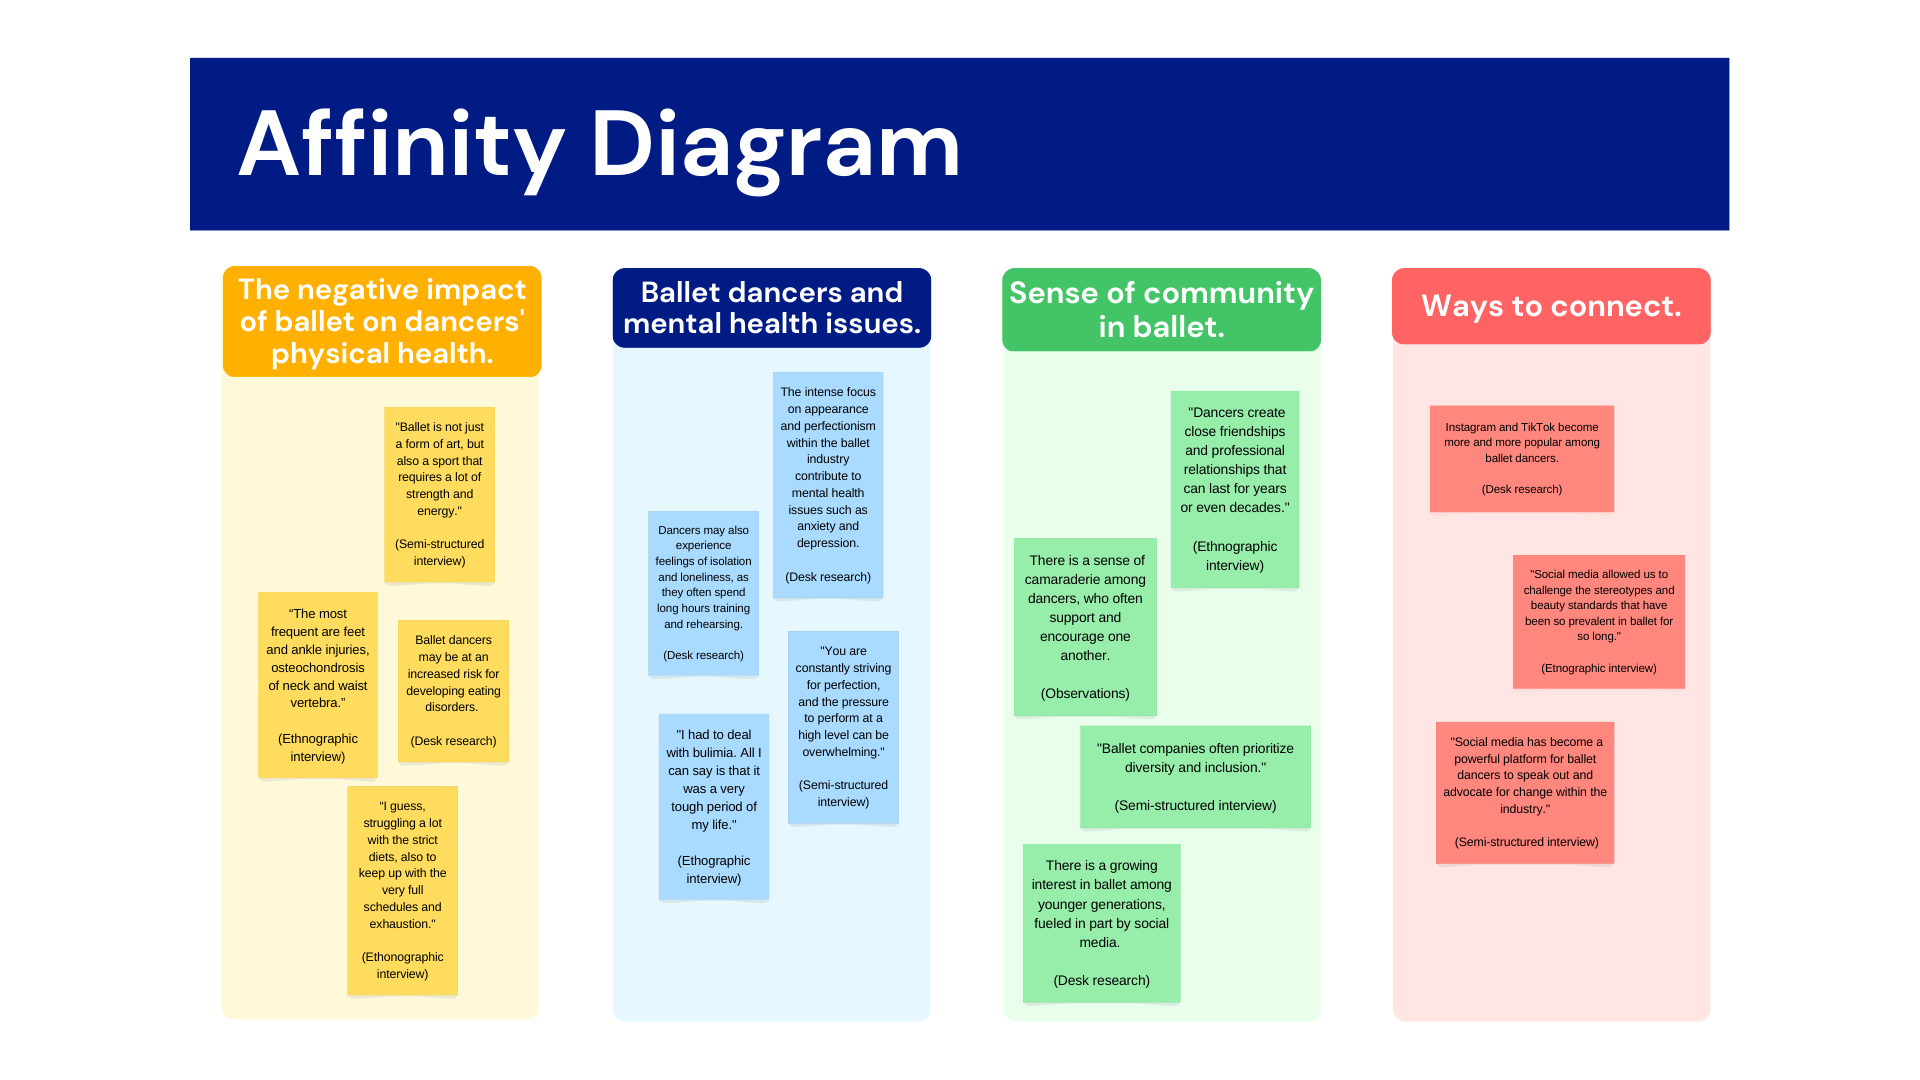 Affinity Diagram
The negative impact
of ballet on dancers'
physical health.
"Ballet is not just
a form of art, but
also a sport that
requires a lot of
strength and
energy."
(Semi-structured
interview)
“The most
frequent are feet
and ankle injuries,
osteochondrosis
of neck and waist
vertebra.”
(Ethnographic
interview)
Ballet dancers
may be at an
increased risk for
developing eating
disorders.
(Desk research)
“I guess,
struggling a lot
with the strict
diets, also to
keep up with the
very full
schedules and
exhaustion."
(Ethonographic
interview)
Ballet dancers and
mental health issues.
The intense focus
on appearance
and perfectionism
within the ballet
industry
contribute to
mental health
issues such as
anxiety and
depression.
(Desk research)
Dancers may also
experience
feelings of isolation
and loneliness, as
they often spend
long hours training
and rehearsing.
(Desk research)
"You are
constantly striving
for perfection,
and the pressure
to perform at a
high level can be
overwhelming."
(Semi-structured
interview)
"I had to deal
with bulimia. All I
can say is that it
was a very
tough period of
my life."
(Ethographic
interview)
Sense of community
in ballet.
"Dancers create
close friendships
and professional
relationships that
can last for years
or even decades."
(Ethnographic
interview)
There is a sense of
camaraderie among
dancers, who often
support and
encourage one
another.
(Observations)
"Ballet companies often prioritize
diversity and inclusion."
(Semi-structured interview)
There is a growing
interest in ballet among
younger generations,
fueled in part by social
media.
(Desk research)
Ways to connect.
Instagram and TikTok become
more and more popular among
ballet dancers.
(Desk research)
"Social media allowed us to
challenge the stereotypes and
beauty standards that have
been so prevalent in ballet for
so long."
(Etnographic interview)
"Social media has become a
powerful platform for ballet
dancers to speak out and
advocate for change within the
industry."
(Semi-structured interview)